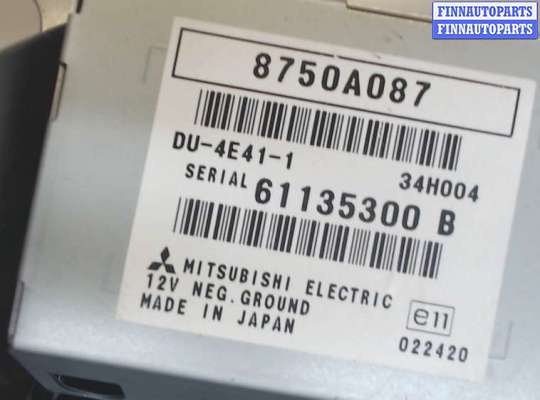 FINNAUTOPARTS
FINNAUTOPARTS
8750A087
DU-4E41-1 34H004
SERIAL 61135300 B
MITSUBISHI ELECTRIC
12V NEG.GROUND
MADE IN JAPAN
e11
022420